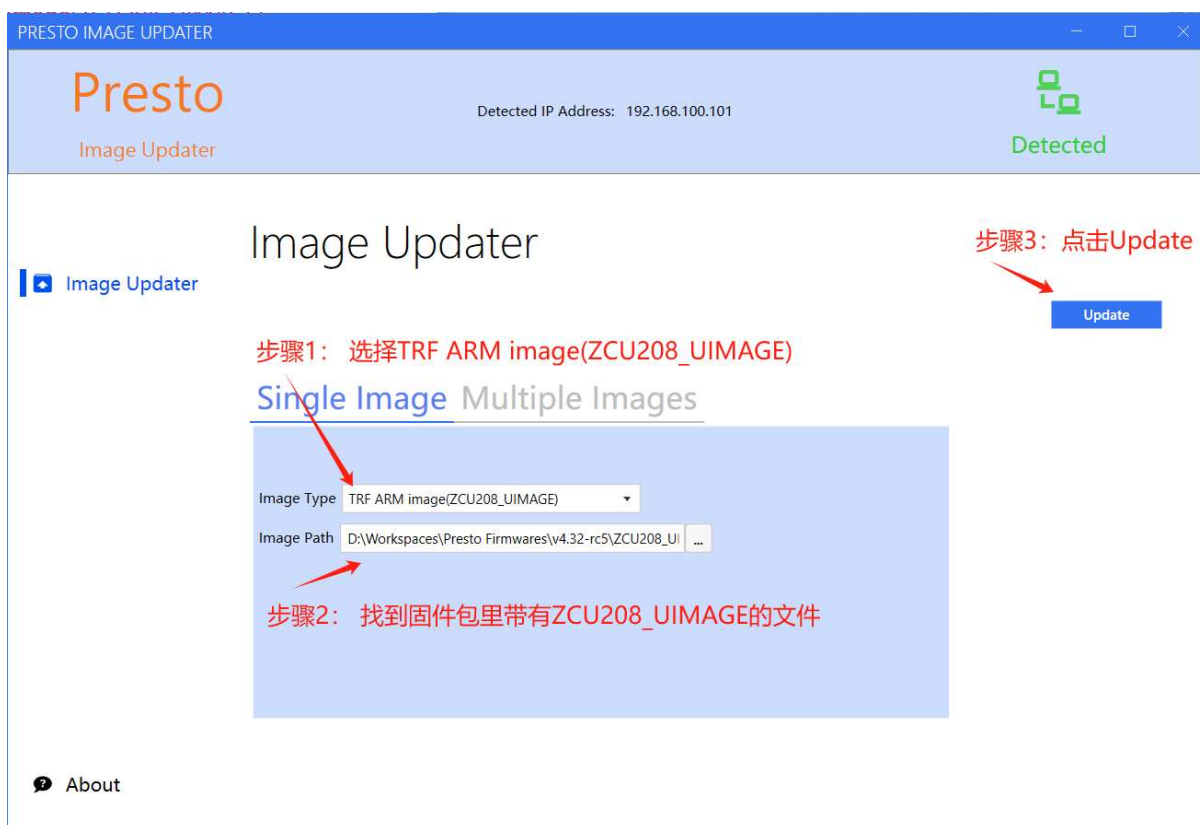 PRESTO IMAGE UPDATER
Presto
Image Updater
Detected IP Address: 192.168.100.101
Detected
Image Updater
Image Updater
步骤3：点击Update
Update
步骤1： 选择TRF ARM image(ZCU208_UIMAGE)
Single Image Multiple Images
Image Type TRF ARM image(ZCU208_UIMAGE)
Image Path D:\Workspaces\Presto Firmwares\v4.32-rc5\ZCU208_UI ...
步骤2： 找到固件包里带有ZCU208_UIMAGE的文件
About